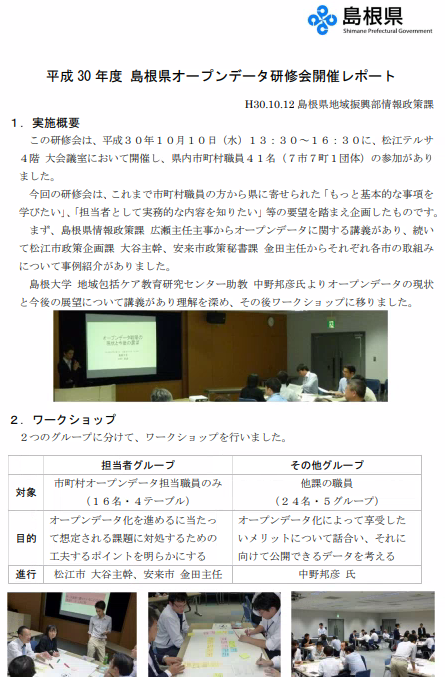 島根県
Shimane Prefectural Government
平成 30 年度 島根県オープンデータ研修会開催レポート
H30.10.12 島根県地域振興部情報政策課
１．実施概要
この研修会は、平成３０年１０月１０日（水）１３：３０～１６：３０に、松江テルサ
４階 大会議室において開催し、県内市町村職員４１名（７市７町１団体）の参加があり
ました。
今回の研修会は、これまで市町村職員の方から県に寄せられた「もっと基本的な事項を
学びたい」、「担当者として実務的な内容を知りたい」等の要望を踏まえ企画したものです。
まず、島根県情報政策課 広瀬主任主事からオープンデータに関する講義があり、続い
て松江市政策企画課 大谷主幹、安来市政策秘書課 金田主任からそれぞれ各市の取組み
について事例紹介がありました。
島根大学 地域包括ケア教育研究センター助教 中野邦彦氏よりオープンデータの現状
と今後の展望について講義があり理解を深め、その後ワークショップに移りました。
２．ワークショップ
２つのグループに分けて、ワークショップを行いました。
担当者グループ その他グループ
対象 市町村オープンデータ担当職員のみ 他課の職員
（１６名・４テーブル） （２４名・５グループ）
目的 オープンデータ化を進めるに当たっ オープンデータ化によって享受した
て想定される課題に対処するための いメリットについて話合い、それに
工夫するポイントを明らかにする 向けて公開できるデータを考える
進行 松江市 大谷主幹、安来市 金田主任 中野邦彦 氏